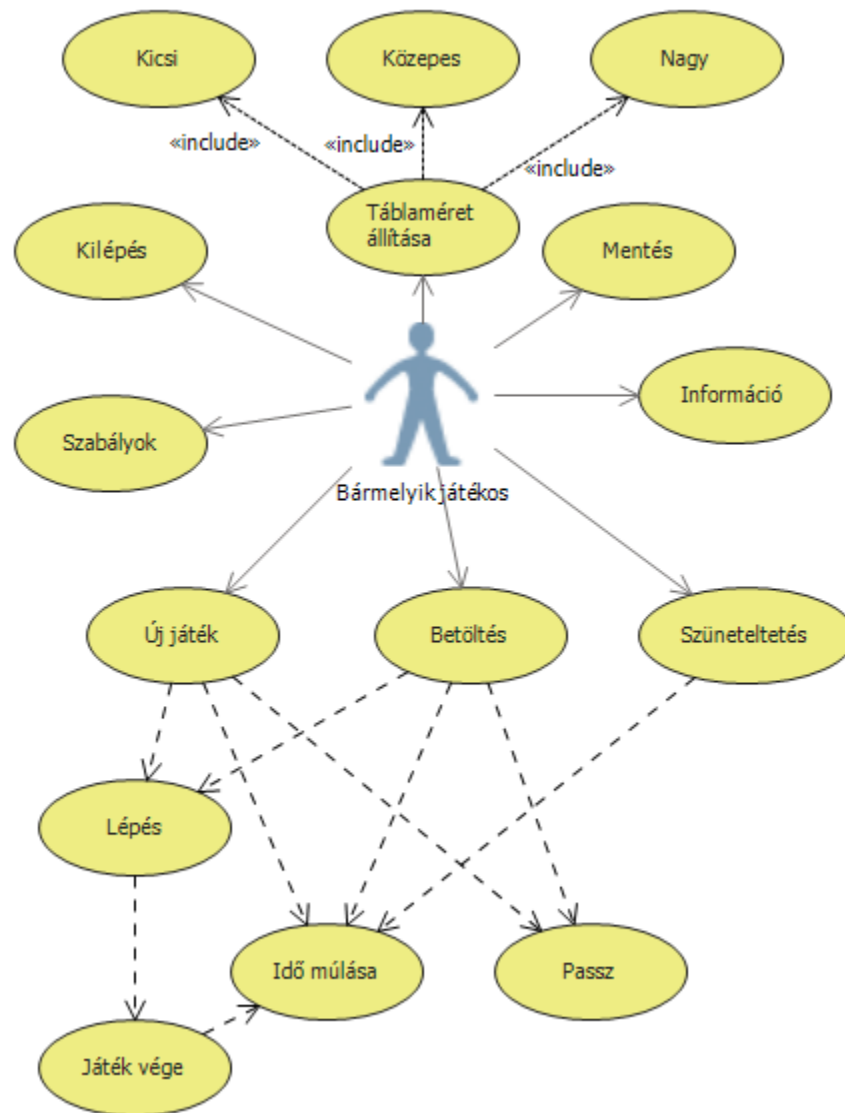 Kicsi
Közepes
Nagy
«include»
«include»
«include»
Táblaméret
állítása
Kilépés
Mentés
Információ
Szabályok
Bármelyik játékos
Új játék
Betöltés
Szüneteltetés
Lépés
Idő múlása
Passz
Játék vége